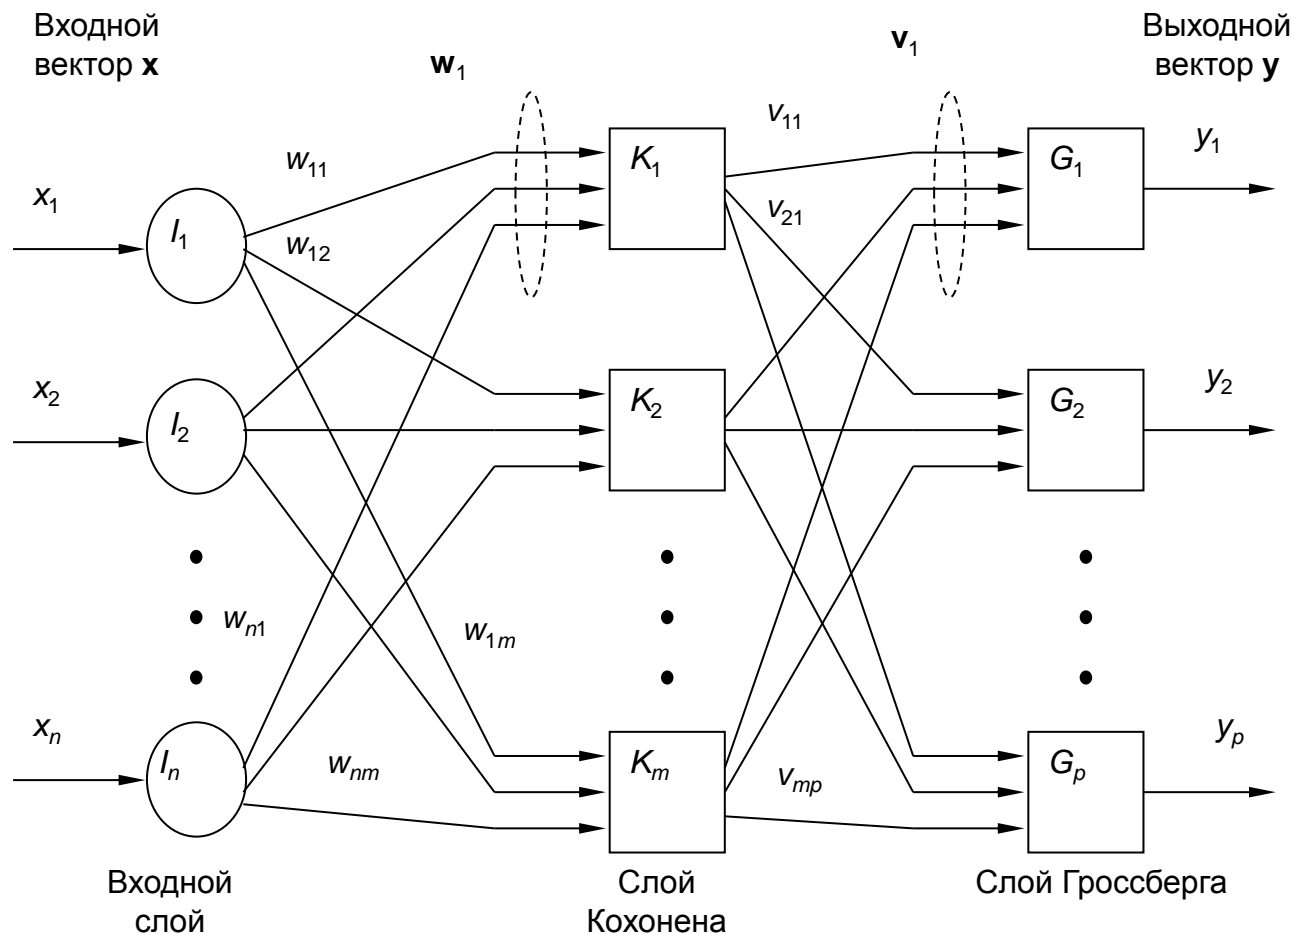 Входной
вектор x
w₁
v₁
Выходной
вектор y
x₁
I₁
w₁₁
w₁₂
K₁
v₁₁
v₂₁
G₁
y₁
x₂
I₂
K₂
G₂
y₂
wₙ₁
w₁ₘ
xₙ
Iₙ
wₙₘ
Kₘ
vₘₚ
Gₚ
yₚ
Входной
слой
Слой
Кохонена
Слой Гроссберга